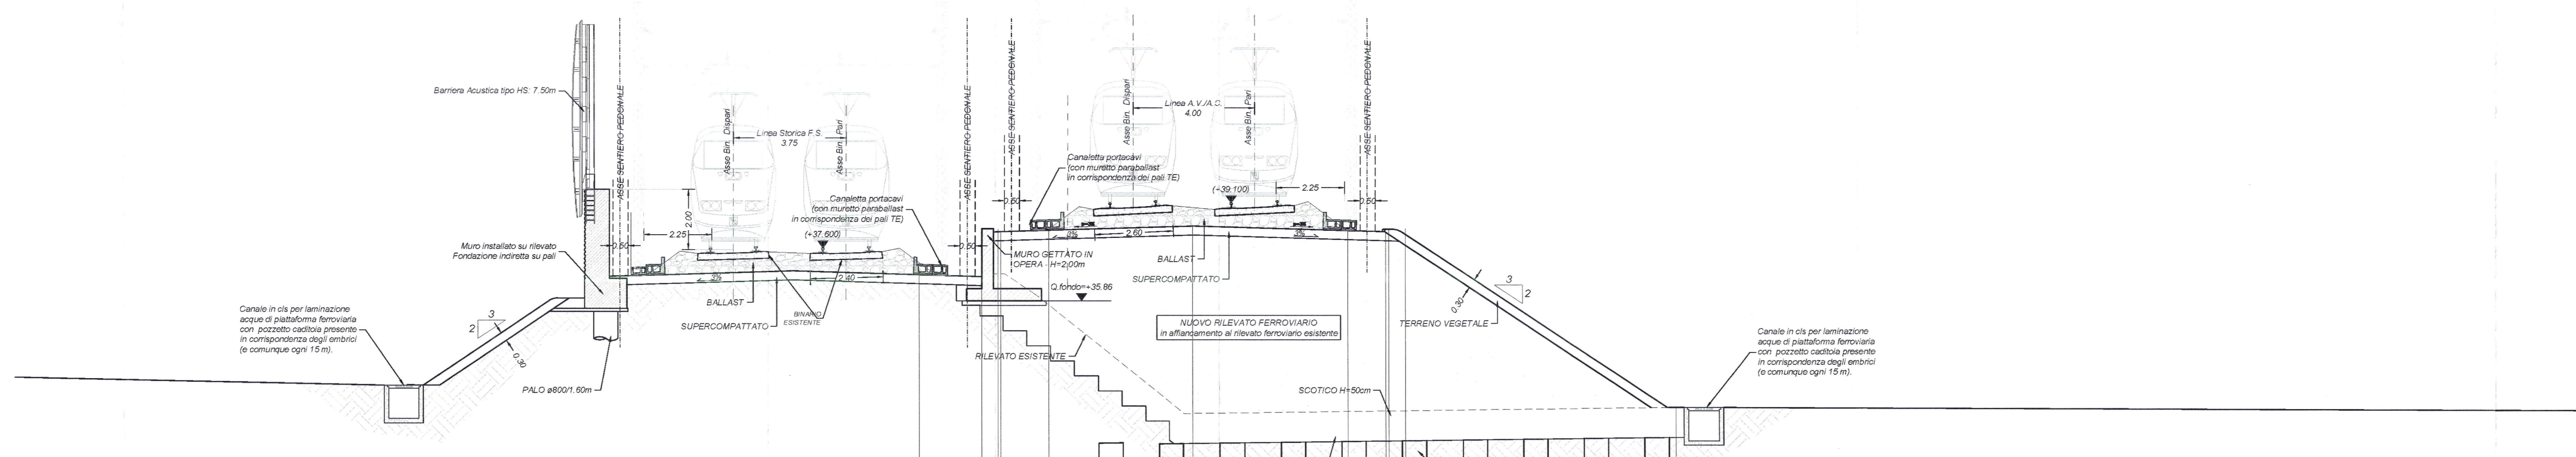 Barriera Acustica tipo HS: 7.50m
ASSE SENTIERO PEDONALE
Asse Bin. Dispari
Linea Storica F.S.
3.75
Asse Bin. Pari
ASSE SENTIERO PEDONALE
ASSE SENTIERO PEDONALE
Asse Bin. Dispari
Linea A.V./A.C.
4.00
Asse Bin. Pari
ASSE SENTIERO PEDONALE
Canaletta portacavi
(con muretto paraballast
in corrispondenza dei pali TE)
(+39.100)
2.25
0.50
0.50
Canaletta portacavi
(con muretto paraballast
in corrispondenza dei pali TE)
2.00
2.25
(+37.600)
0.50
0.50
3%
2.60
3%
Muro installato su rilevato
Fondazione indiretta su pali
MURO GETTATO IN
OPERA - H=2.00m
BALLAST
SUPERCOMPATTATO
3%
2.40
Q.fondo=+35.86
BALLAST
SUPERCOMPATTATO
BINARIO
ESISTENTE
3
2
0.30
Canale in cls per laminazione
acque di piattaforma ferroviaria
con pozzetto caditoia presente
in corrispondenza degli embrici
(e comunque ogni 15 m).
3
2
0.30
PALO ø800/1.60m
NUOVO RILEVATO FERROVIARIO
in affiancamento al rilevato ferroviario esistente
TERRENO VEGETALE
RILEVATO ESISTENTE
SCOTICO H=50cm
Canale in cls per laminazione
acque di piattaforma ferroviaria
con pozzetto caditoia presente
in corrispondenza degli embrici
(e comunque ogni 15 m).